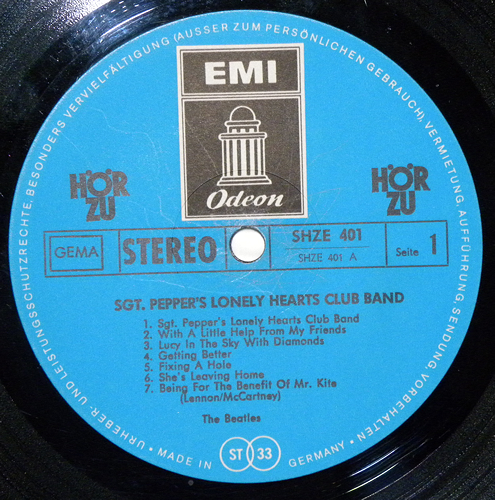 URHEBER- UND LEISTUNGSSCHUTZRECHTE, BESONDERS VERVIELFÄLTIGUNG (AUSSER ZUM PERSÖNLICHEN GEBRAUCH), VERMIETUNG, AUFFÜHRUNG, SENDUNG, VORBEHALTEN
EMI
Odeon
HÖR ZU
HÖR ZU
GEMA
STEREO
SHZE 401
SHZE 401 A
Seite 1
SGT. PEPPER'S LONELY HEARTS CLUB BAND
1. Sgt. Pepper's Lonely Hearts Club Band
2. With A Little Help From My Friends
3. Lucy In The Sky With Diamonds
4. Getting Better
5. Fixing A Hole
6. She's Leaving Home
7. Being For The Benefit Of Mr. Kite
(Lennon/McCartney)
The Beatles
• MADE IN ST 33 GERMANY •